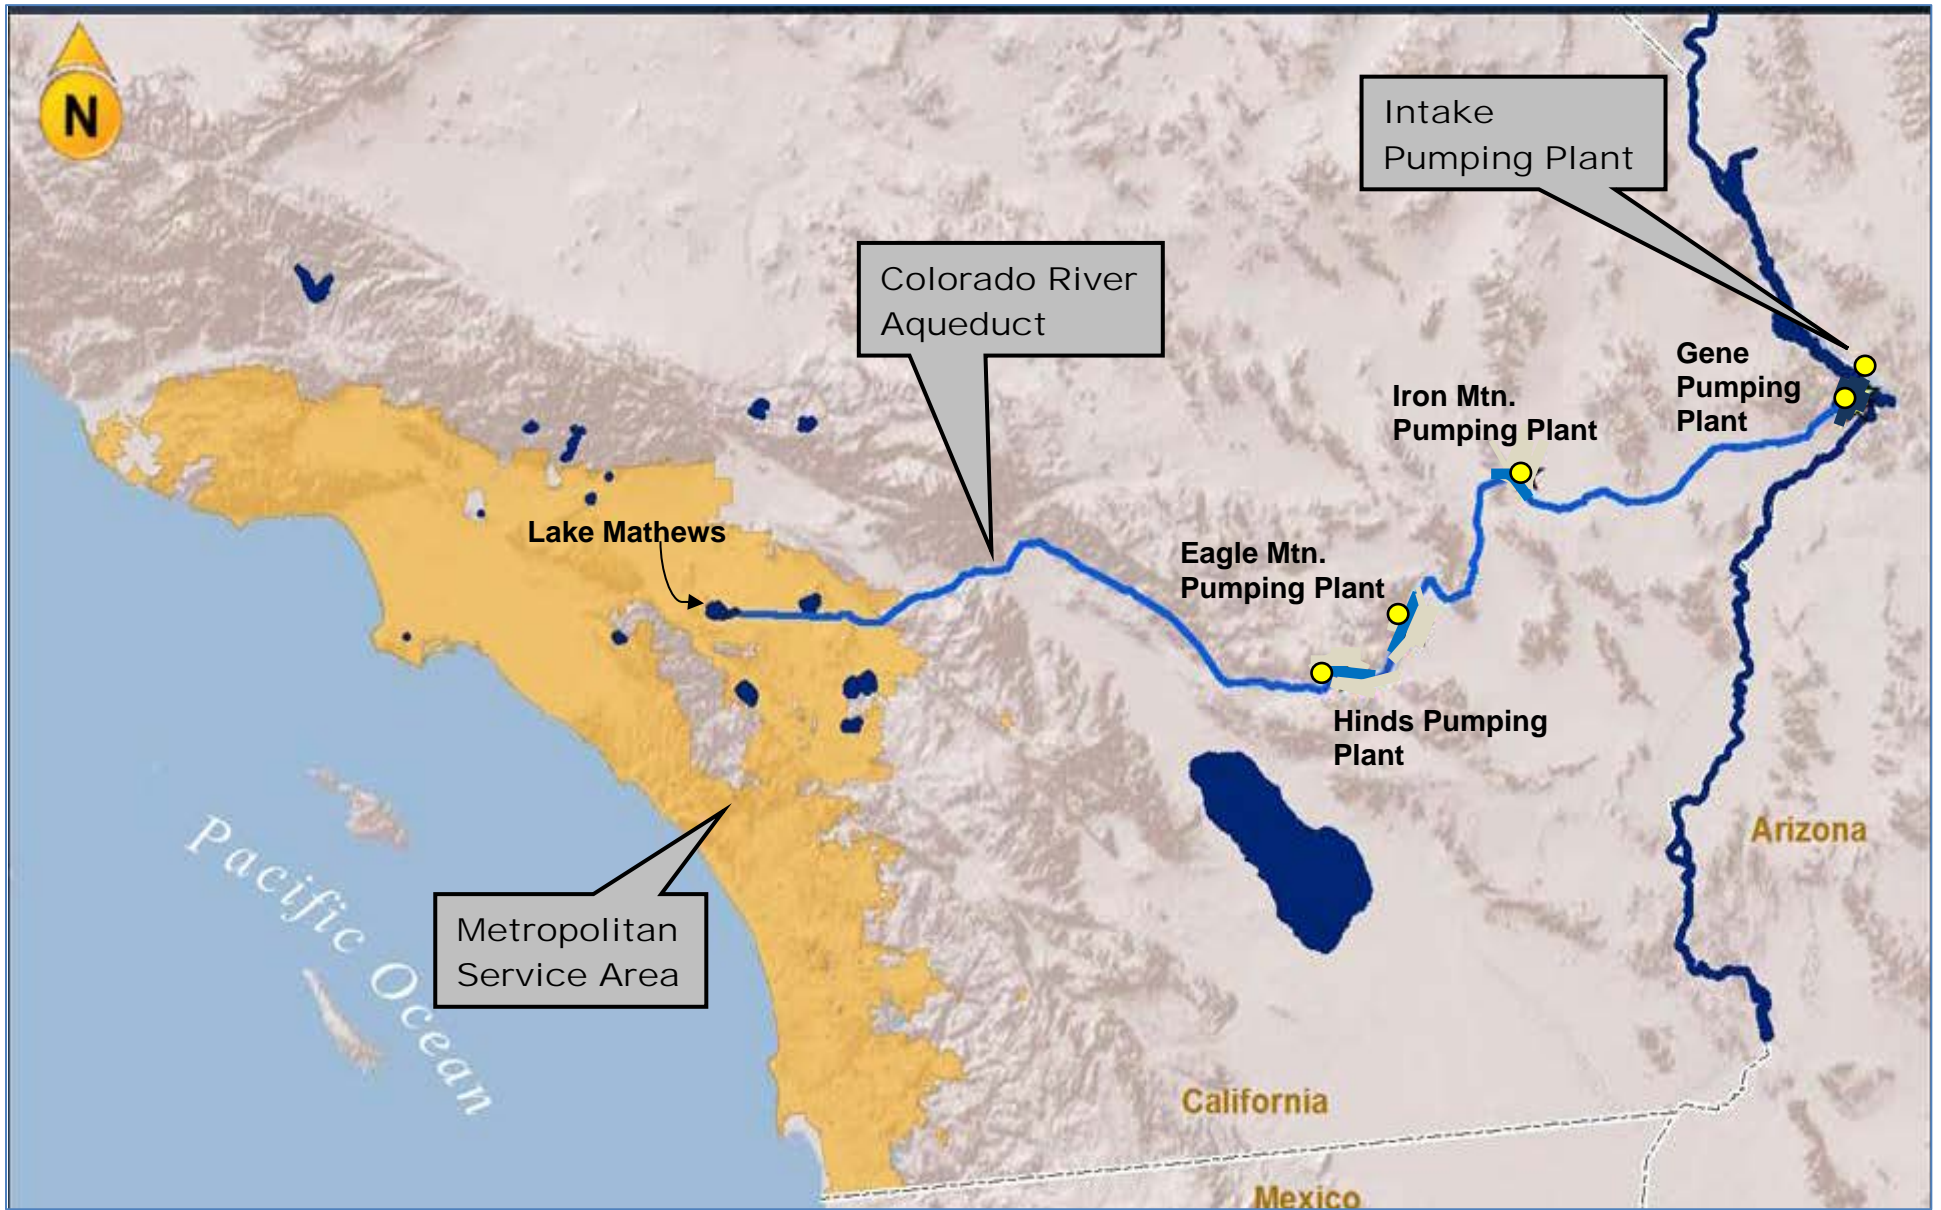 N
Intake
Pumping Plant
Colorado River
Aqueduct
Gene
Pumping
Plant
Iron Mtn.
Pumping Plant
Lake Mathews
Eagle Mtn.
Pumping Plant
Hinds Pumping
Plant
Arizona
Pacific Ocean
Metropolitan
Service Area
California
Mexico